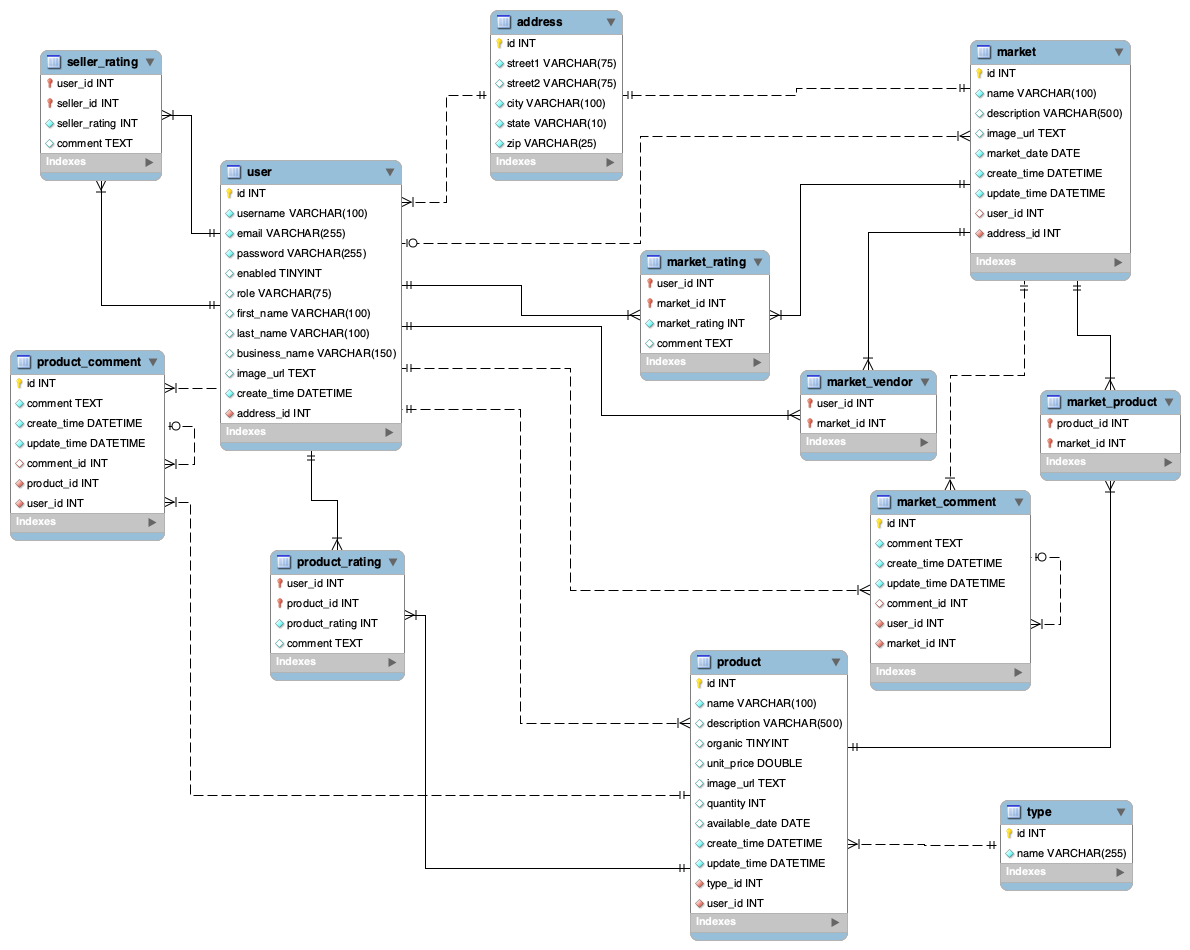 address
id INT
street1 VARCHAR(75)
street2 VARCHAR(75)
city VARCHAR(100)
state VARCHAR(10)
zip VARCHAR(25)
Indexes
market
id INT
name VARCHAR(100)
description VARCHAR(500)
image_url TEXT
market_date DATE
create_time DATETIME
update_time DATETIME
user_id INT
address_id INT
Indexes
seller_rating
user_id INT
seller_id INT
seller_rating INT
comment TEXT
Indexes
user
id INT
username VARCHAR(100)
email VARCHAR(255)
password VARCHAR(255)
enabled TINYINT
role VARCHAR(75)
first_name VARCHAR(100)
last_name VARCHAR(100)
business_name VARCHAR(150)
image_url TEXT
create_time DATETIME
address_id INT
Indexes
market_rating
user_id INT
market_id INT
market_rating INT
comment TEXT
Indexes
product_comment
id INT
comment TEXT
create_time DATETIME
update_time DATETIME
comment_id INT
product_id INT
user_id INT
Indexes
market_vendor
user_id INT
market_id INT
Indexes
market_product
product_id INT
market_id INT
Indexes
market_comment
id INT
comment TEXT
create_time DATETIME
update_time DATETIME
comment_id INT
user_id INT
market_id INT
Indexes
product_rating
user_id INT
product_id INT
product_rating INT
comment TEXT
Indexes
product
id INT
name VARCHAR(100)
description VARCHAR(500)
organic TINYINT
unit_price DOUBLE
image_url TEXT
quantity INT
available_date DATE
create_time DATETIME
update_time DATETIME
type_id INT
user_id INT
Indexes
type
id INT
name VARCHAR(255)
Indexes